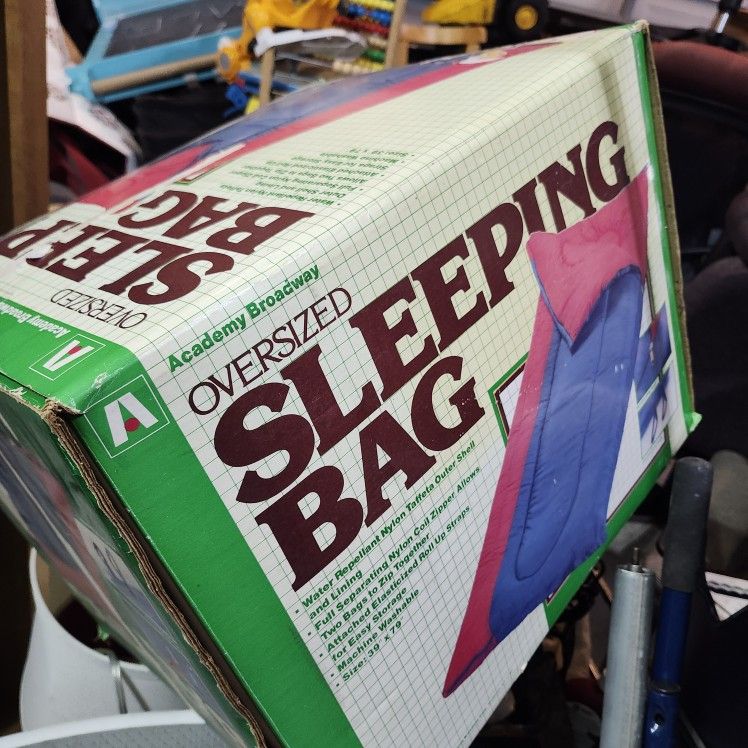 Academy Broadway
OVERSIZED
SLEEPING
BAG
• Water Repellant Nylon Taffeta Outer Shell
and Lining
• Full Separating Nylon Coil Zipper Allows
Two Bags to Zip Together
• Attached Elasticized Roll Up Straps
for Easy Storage
• Machine Washable
• Size: 39" x 79"
A
OVERSIZED
SLEEPING
BAG
A
Academy Broadway